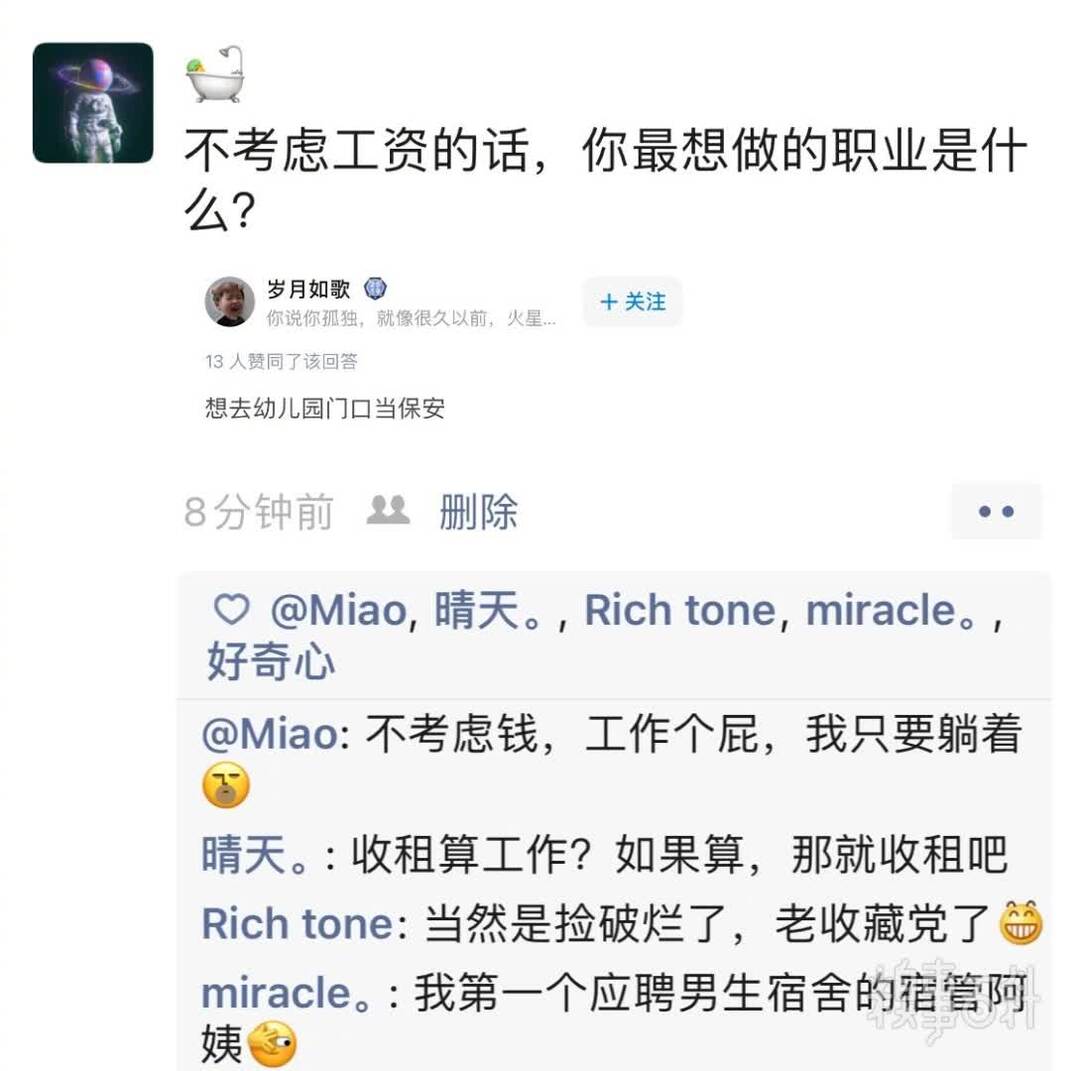 不考虑工资的话，你最想做的职业是什
么？
岁月如歌
你说你孤独，就像很久以前，火星...
+ 关注
13 人赞同了该回答
想去幼儿园门口当保安
8分钟前 删除
@Miao, 晴天。, Rich tone, miracle。,
好奇心
@Miao: 不考虑钱，工作个屁，我只要躺着
晴天。: 收租算工作？如果算，那就收租吧
Rich tone: 当然是捡破烂了，老收藏党了
miracle。: 我第一个应聘男生宿舍的宿管阿
姨